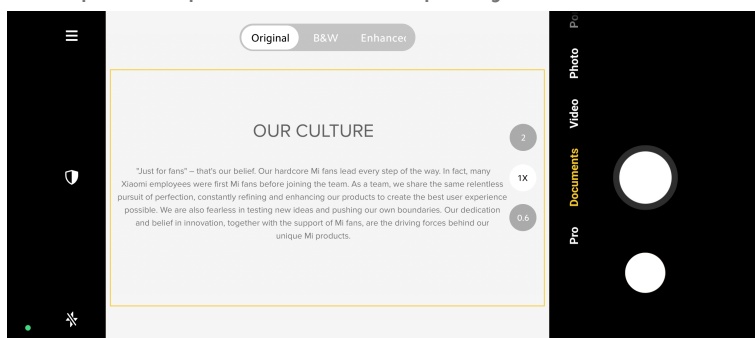 Original B&W Enhanced
OUR CULTURE
"Just for fans" – that's our belief. Our hardcore Mi fans lead every step of the way. In fact, many
Xiaomi employees were first Mi fans before joining the team. As a team, we share the same relentless
pursuit of perfection, constantly refining and enhancing our products to create the best user experience
possible. We are also fearless in testing new ideas and pushing our own boundaries. Our dedication
and belief in innovation, together with the support of Mi fans, are the driving forces behind our
unique Mi products.
2
1X
0.6
Photo
Video
Documents
Pro